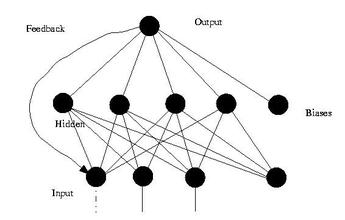 Output
Feedback
Biases
Hidden
Input